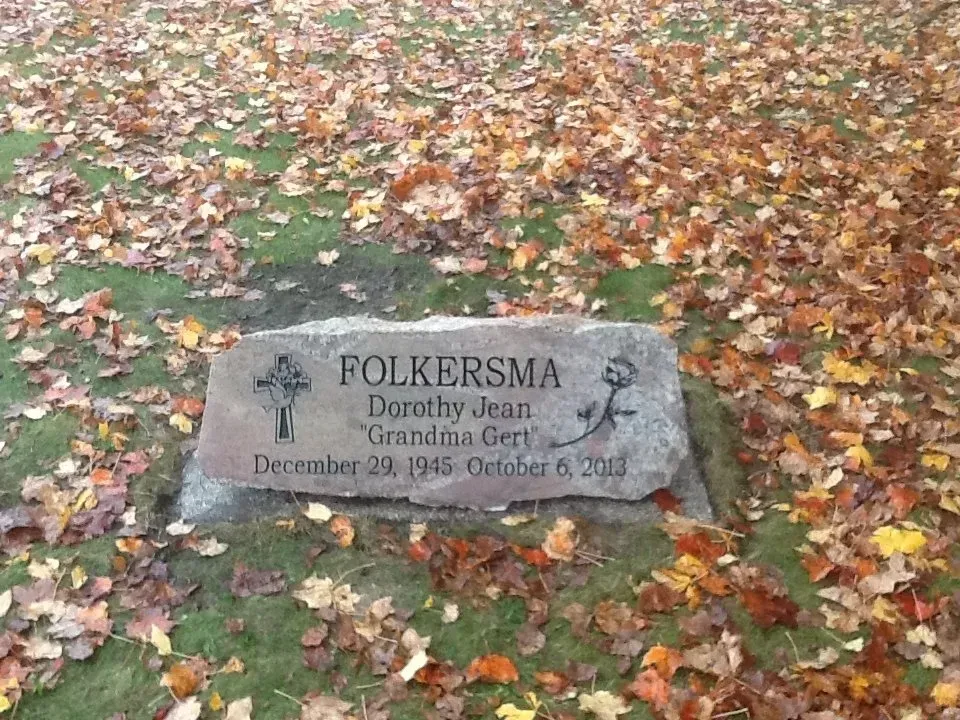 FOLKERSMA
Dorothy Jean
"Grandma Gert"
December 29, 1945 October 6, 2013